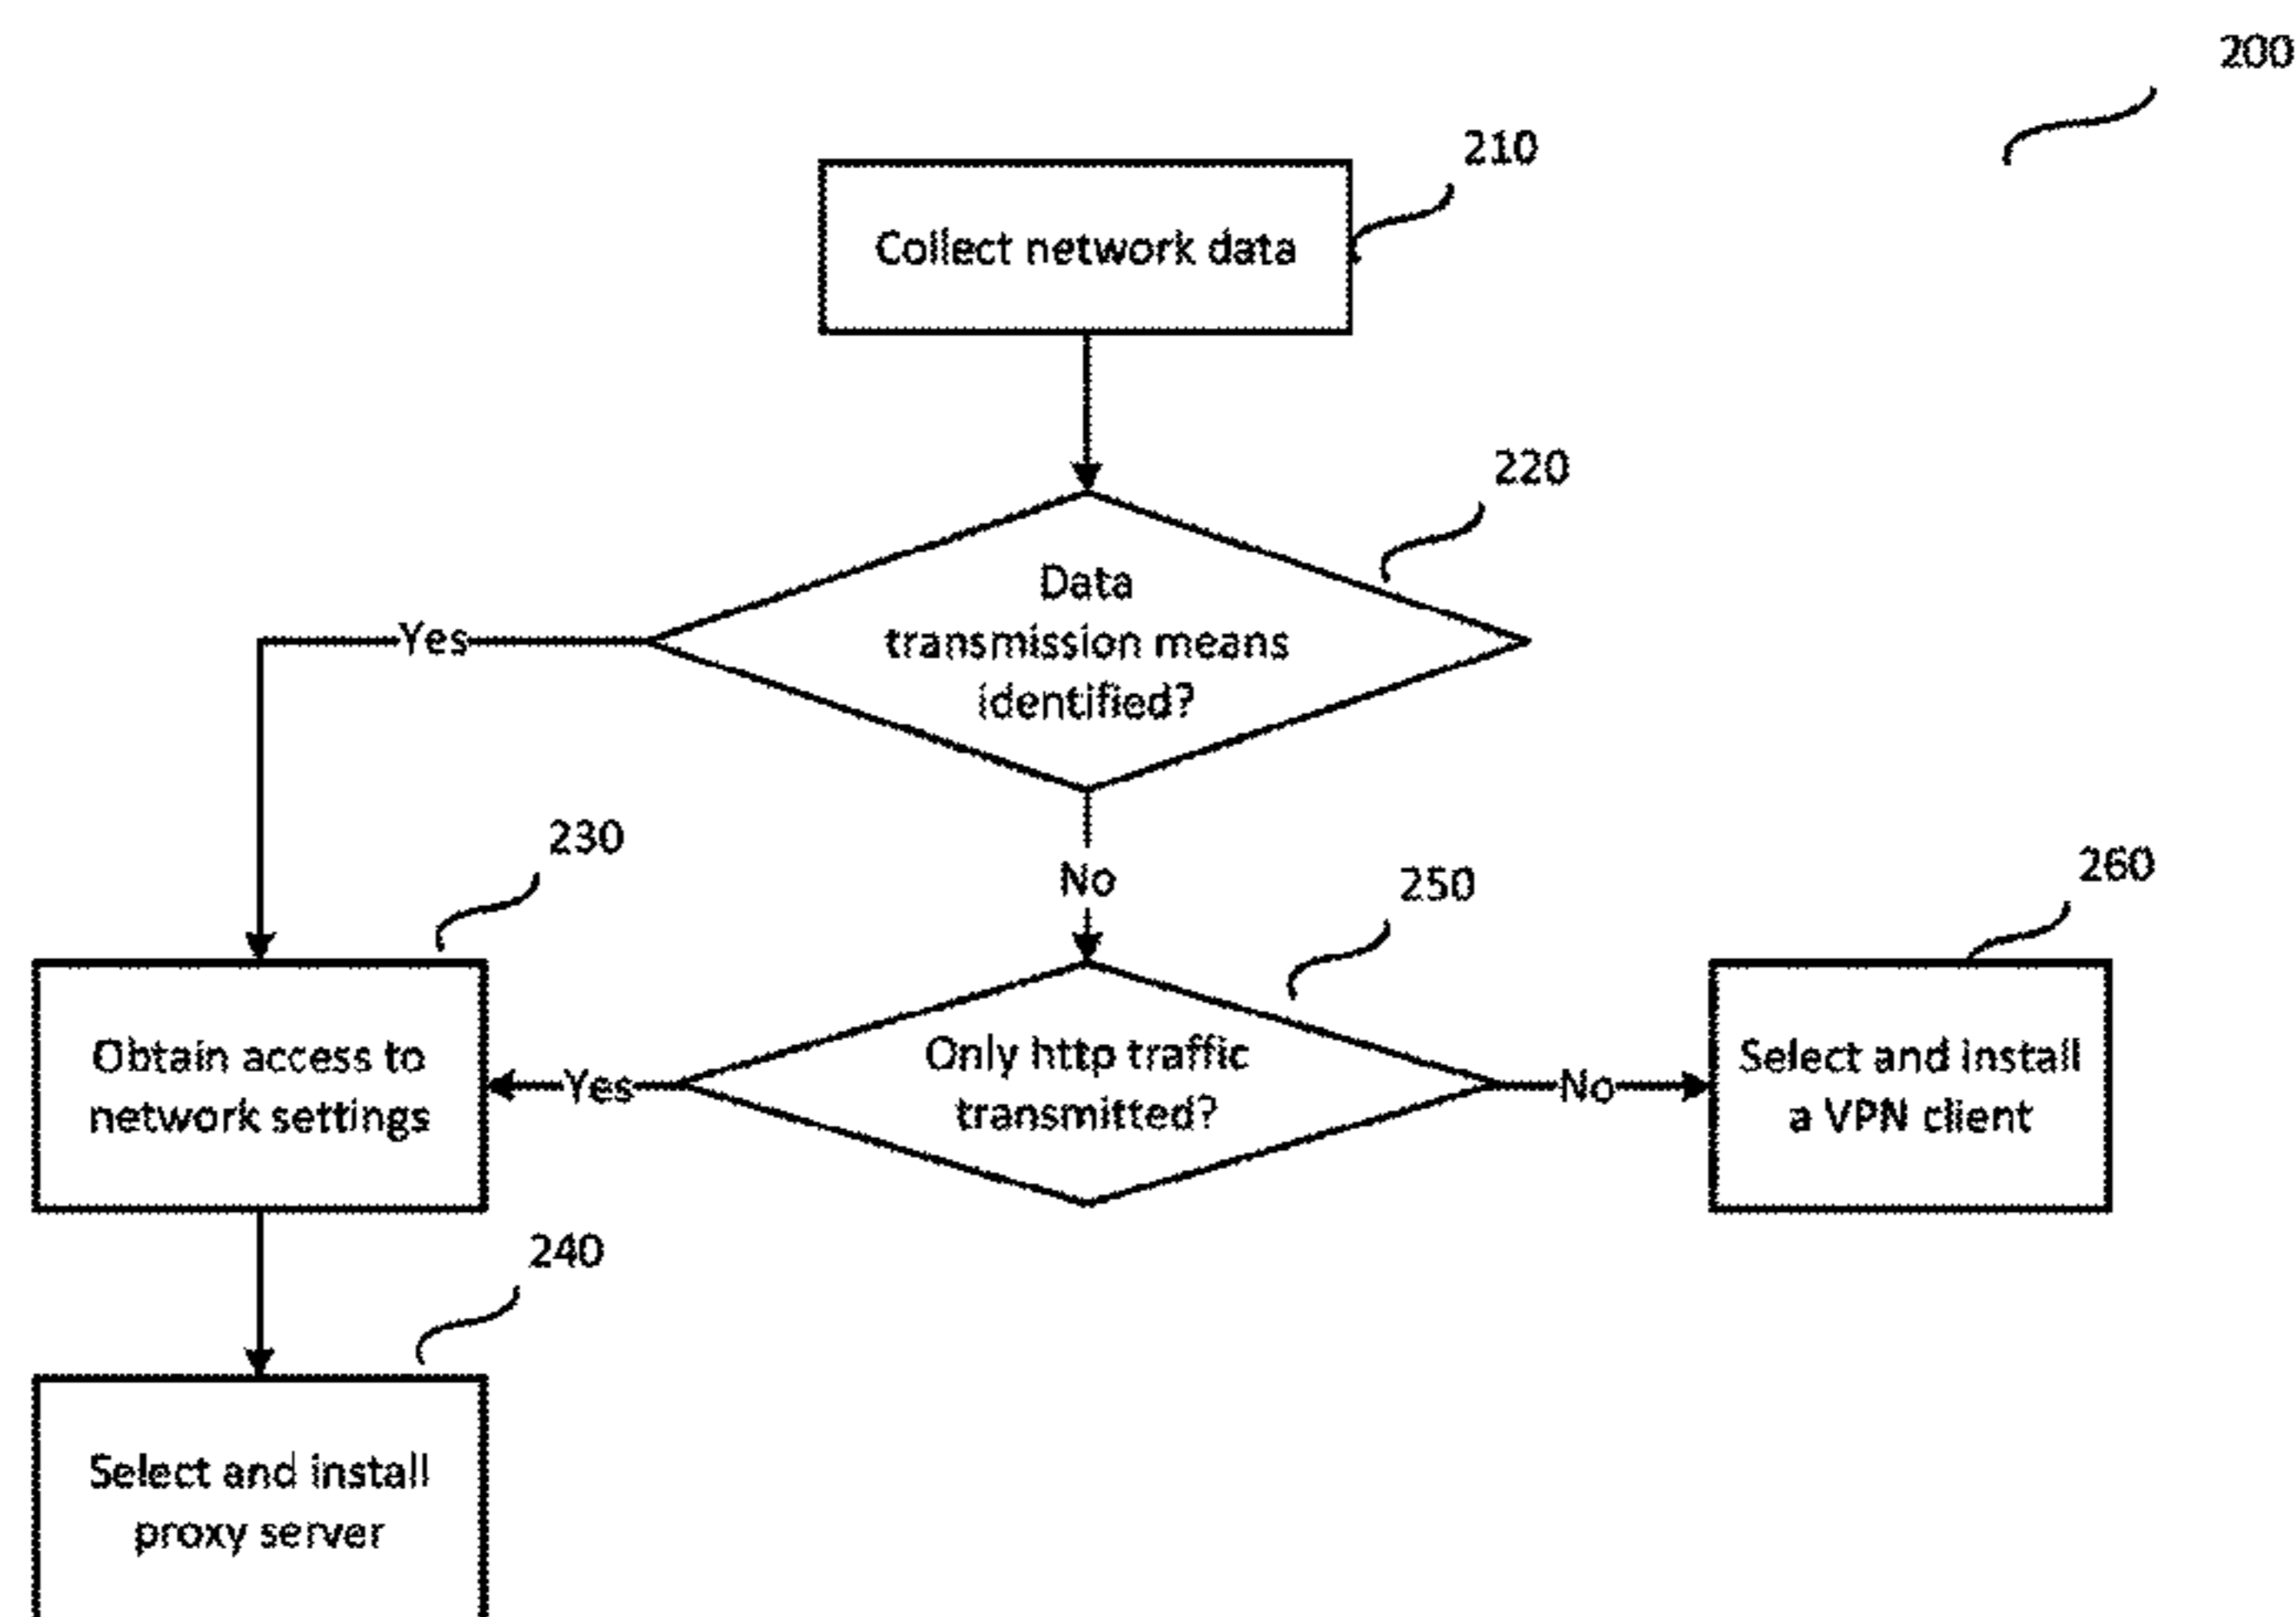 200
210
Collect network data
220
Data
transmission means
identified?
Yes
No
230
250
260
Obtain access to
network settings
Yes
Only http traffic
transmitted?
No
Select and install
a VPN client
240
Select and install
proxy server